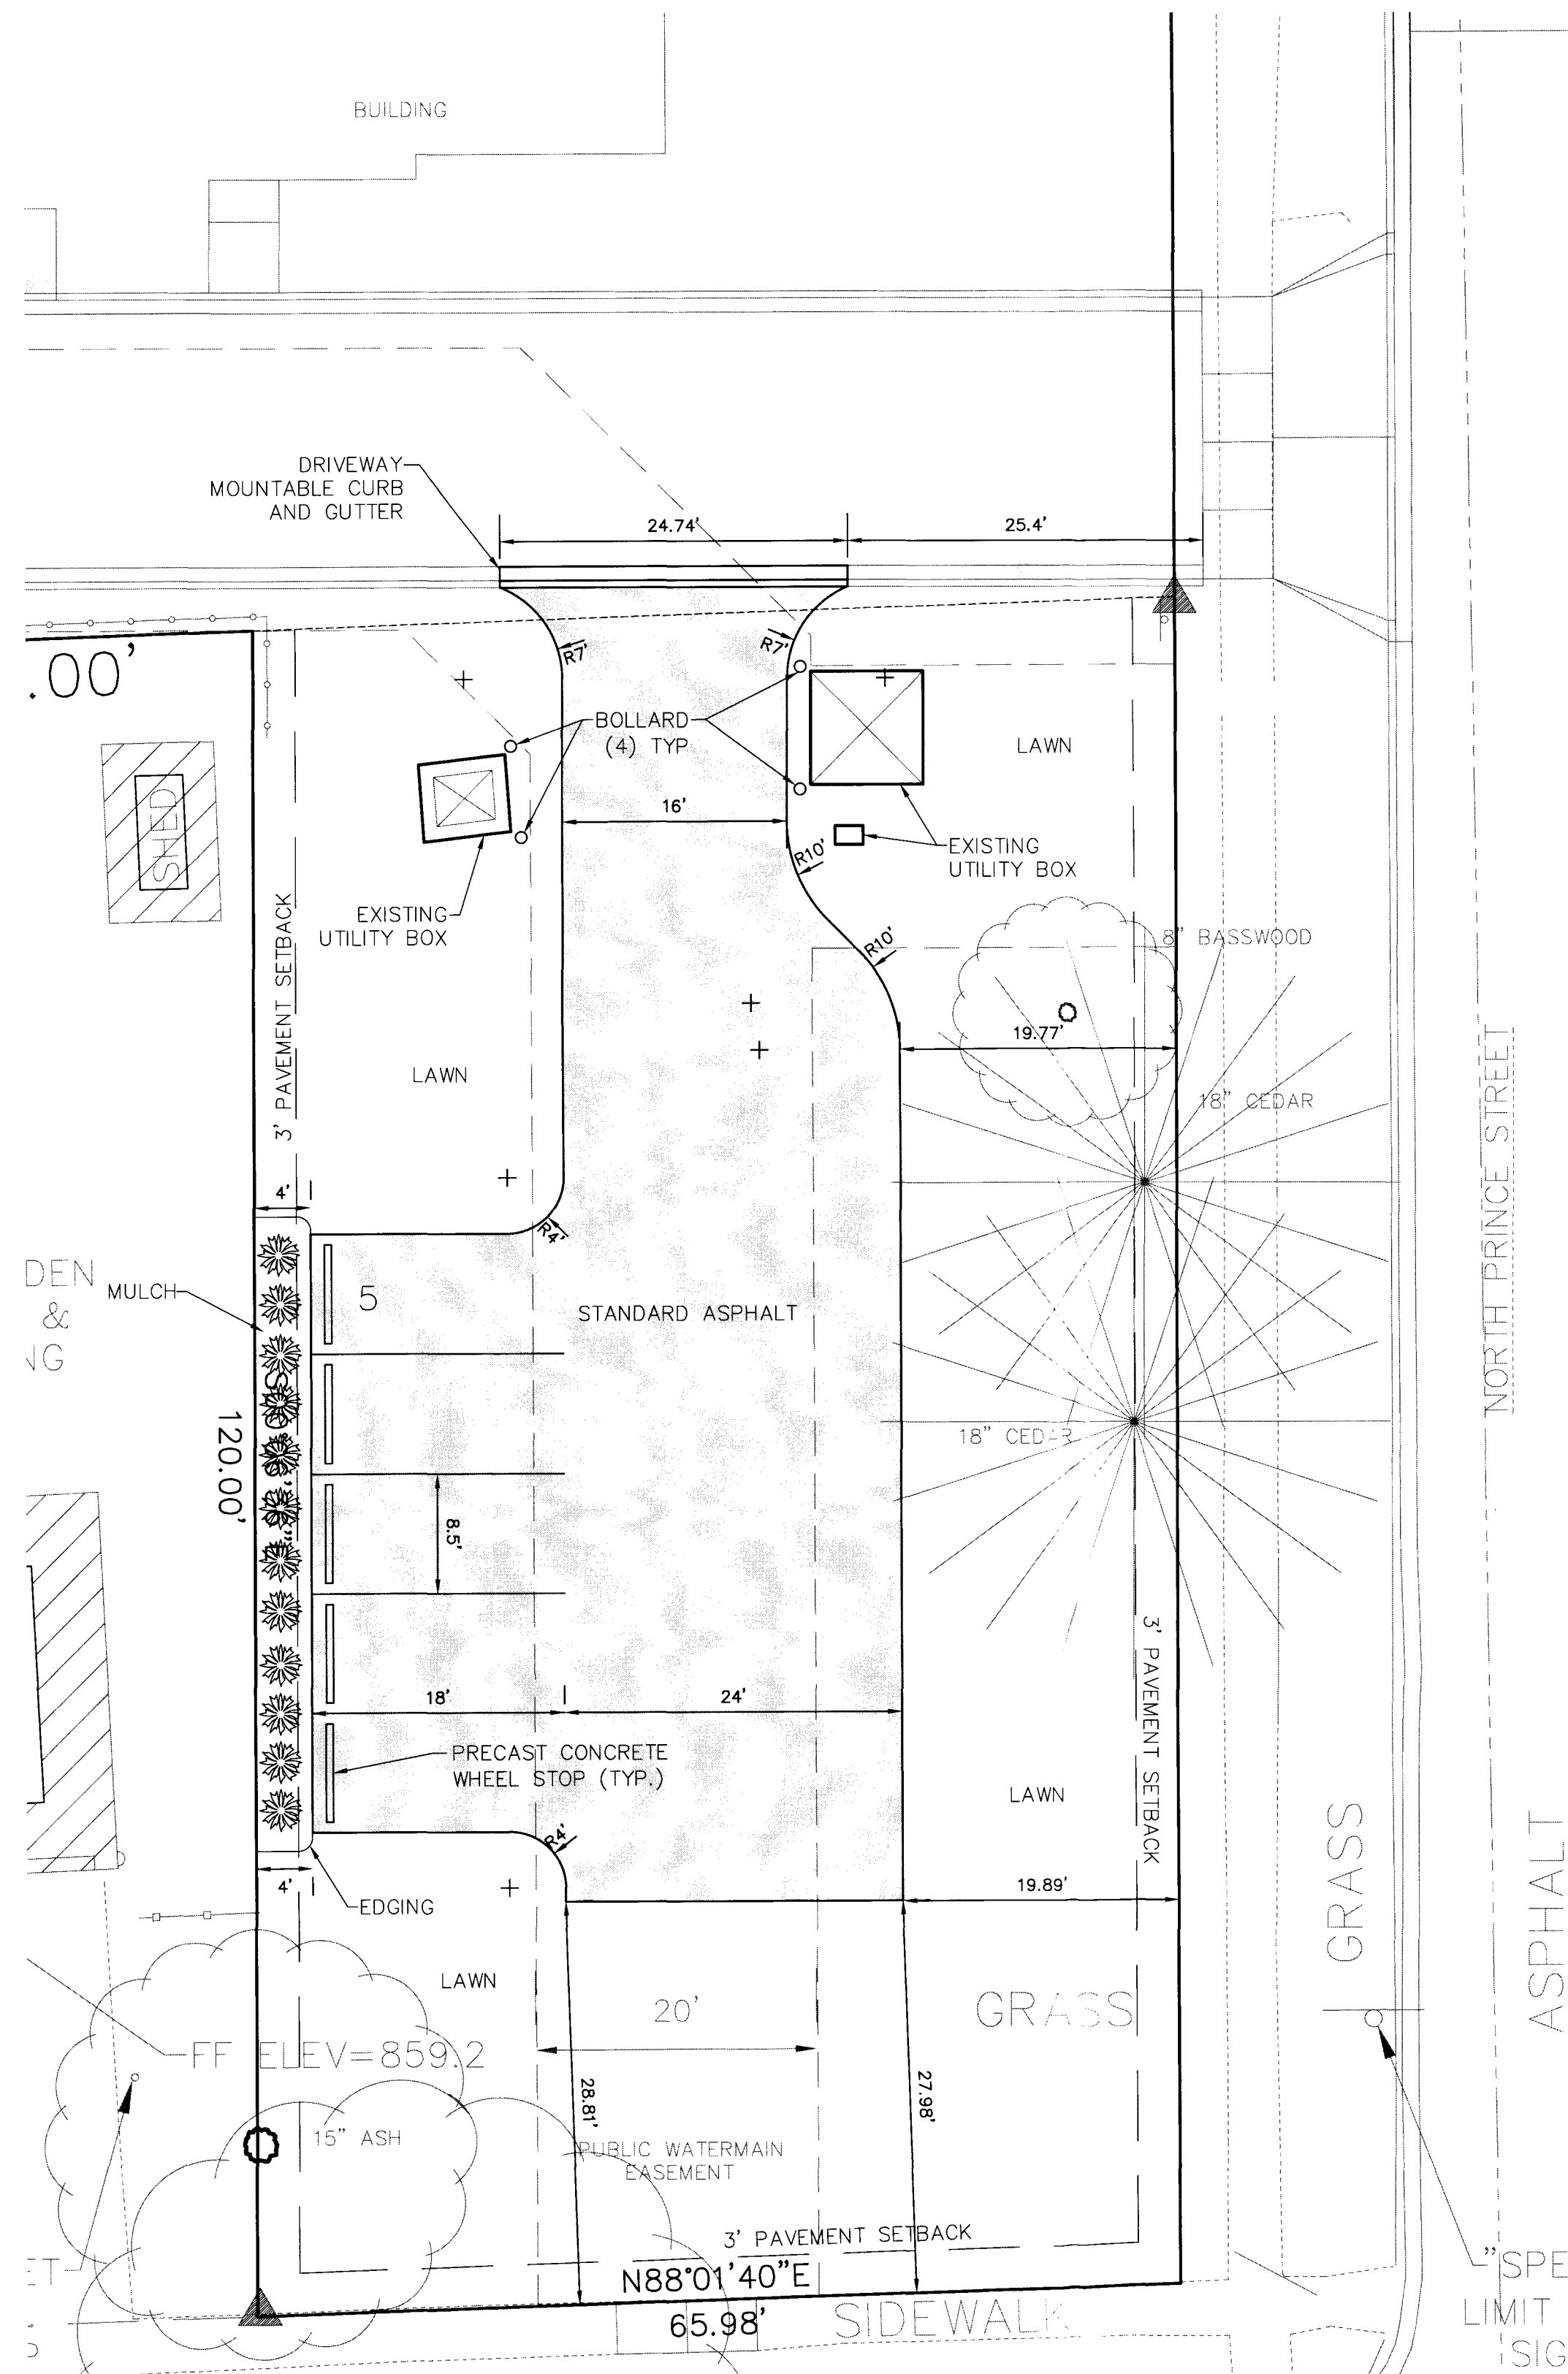 BUILDING
DRIVEWAY
MOUNTABLE CURB
AND GUTTER
24.74'
25.4'
R7'
R7'
.00'
BOLLARD
(4) TYP
LAWN
SHED
16'
R10'
EXISTING
UTILITY BOX
EXISTING
UTILITY BOX
3' PAVEMENT SETBACK
R10'
8" BASSWOOD
19.77'
LAWN
18" CEDAR
NORTH PRINCE STREET
4'
R4'
DEN
&
NG
MULCH
5
STANDARD ASPHALT
120.00'
18" CEDAR
8.5'
3' PAVEMENT SETBACK
18'
24'
PRECAST CONCRETE
WHEEL STOP (TYP.)
LAWN
R4'
4'
EDGING
19.89'
GRASS
ASPHALT
LAWN
20'
GRASS
FF ELEV=859.2
28.81'
27.98'
15" ASH
PUBLIC WATERMAIN
EASEMENT
3' PAVEMENT SETBACK
N88°01'40"E
65.98'
SIDEWALK
ET
"SPE
LIMIT
SIG